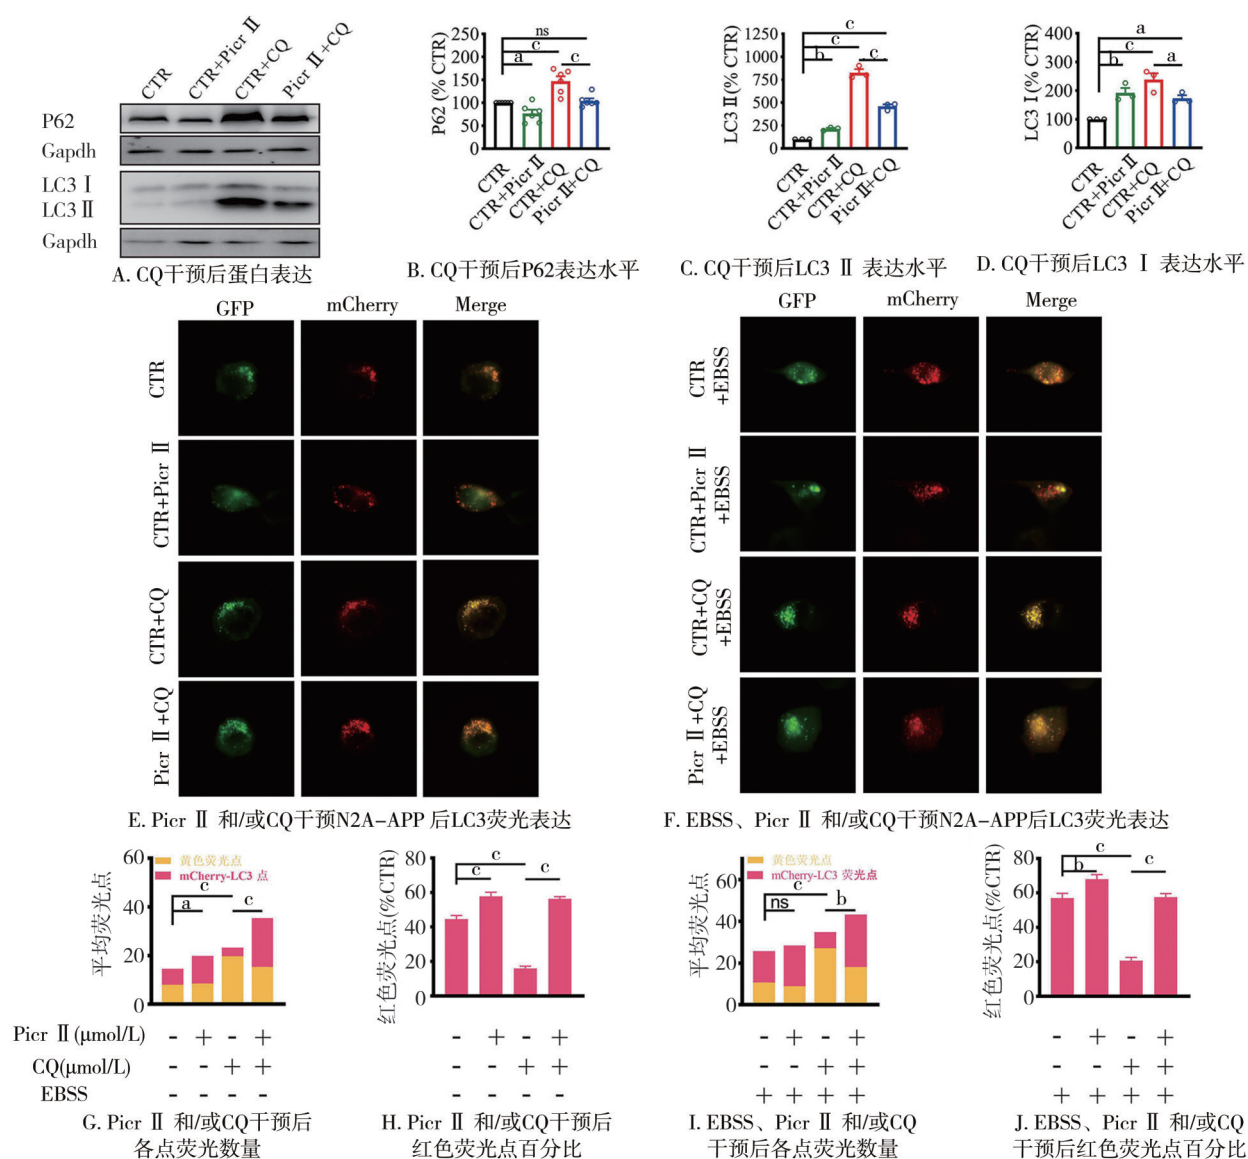 CTR
CTR+Picr Ⅱ
CTR+CQ
Picr Ⅱ+CQ
P62
Gapdh
LC3 Ⅰ
LC3 Ⅱ
Gapdh
A. CQ干预后蛋白表达
P62 (% CTR)
250
200
150
100
50
0
ns
c
a
c
CTR
CTR+Picr Ⅱ
CTR+CQ
Picr Ⅱ+CQ
B. CQ干预后P62表达水平
LC3 Ⅱ(% CTR)
1250
1000
750
500
250
0
c
c
b
c
CTR
CTR+Picr Ⅱ
CTR+CQ
Picr Ⅱ+CQ
C. CQ干预后LC3 Ⅱ 表达水平
LC3 Ⅰ(% CTR)
400
300
200
100
0
a
c
b
a
CTR
CTR+Picr Ⅱ
CTR+CQ
Picr Ⅱ+CQ
D. CQ干预后LC3 Ⅰ 表达水平
GFP mCherry Merge
CTR
CTR+Picr Ⅱ
CTR+CQ
Picr Ⅱ+CQ
E. Picr Ⅱ 和/或CQ干预N2A-APP 后LC3荧光表达
GFP mCherry Merge
CTR
+EBSS
CTR+Picr Ⅱ
+EBSS
CTR+CQ
+EBSS
Picr Ⅱ+CQ
+EBSS
F. EBSS、Picr Ⅱ 和/或CQ干预N2A-APP后LC3荧光表达
平均荧光点
60
40
20
0
黄色荧光点
mCherry-LC3 点
c
a
c
Picr Ⅱ(μmol/L) - + - +
CQ(μmol/L) - - + +
EBSS - - - -
G. Picr Ⅱ 和/或CQ干预后
各点荧光数量
红色荧光点(%CTR)
80
60
40
20
0
c
c
c
- + - +
- - + +
- - - -
H. Picr Ⅱ 和/或CQ干预后
红色荧光点百分比
平均荧光点
60
40
20
0
黄色荧光点
mCherry-LC3 荧光点
c
ns
b
- + - +
- - + +
+ + + +
I. EBSS、Picr Ⅱ 和/或CQ
干预后各点荧光数量
红色荧光点(%CTR)
80
60
40
20
0
c
b
c
- + - +
- - + +
+ + + +
J. EBSS、Picr Ⅱ 和/或CQ
干预后红色荧光点百分比